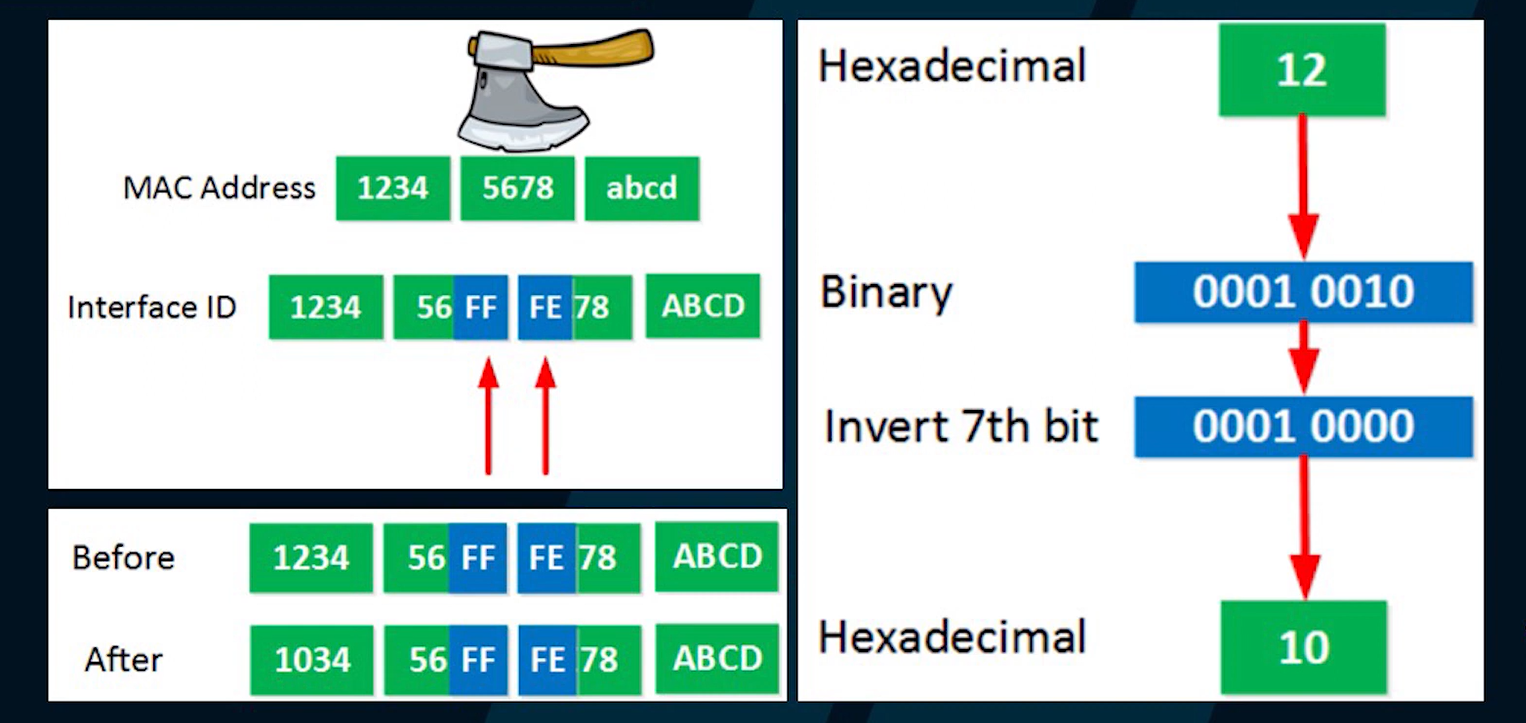 MAC Address 1234 5678 abcd
Interface ID 1234 56 FF FE 78 ABCD
Before 1234 56 FF FE 78 ABCD
After 1034 56 FF FE 78 ABCD
Hexadecimal 12
Binary 0001 0010
Invert 7th bit 0001 0000
Hexadecimal 10